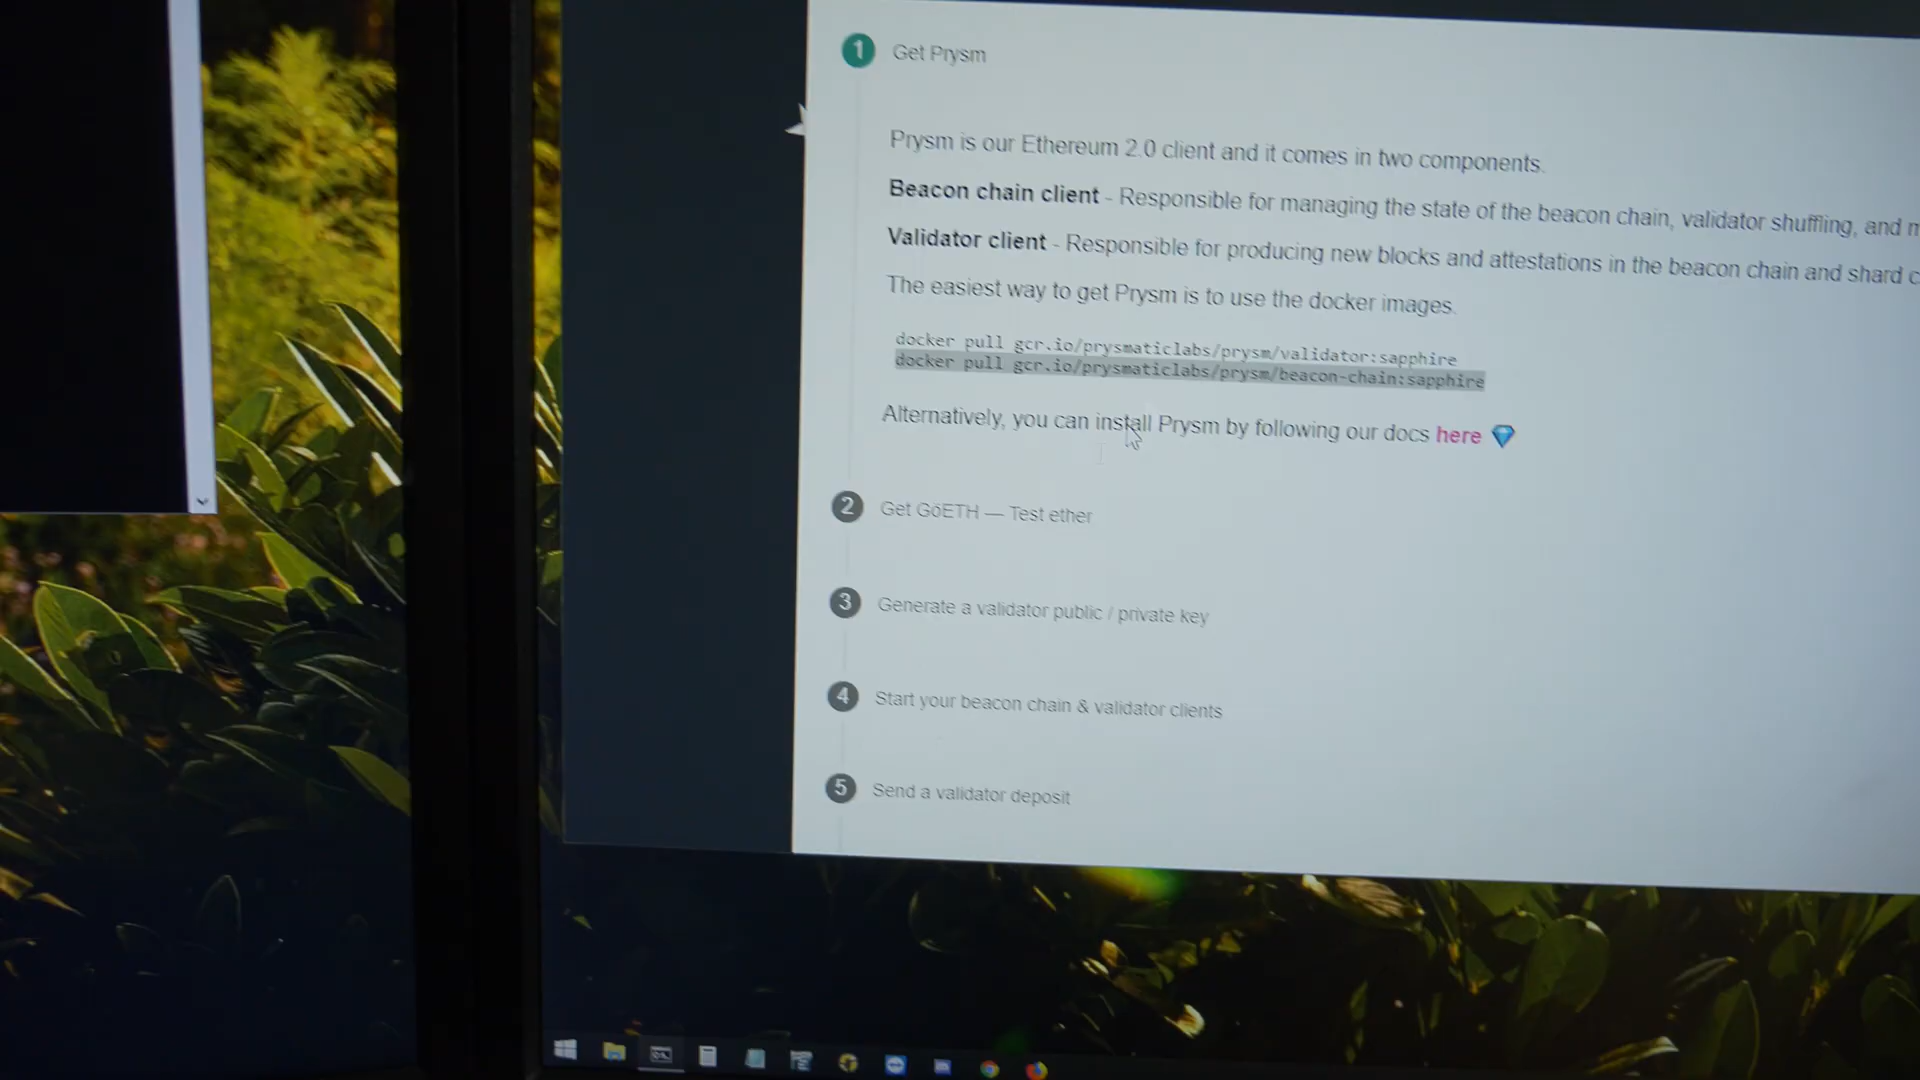 1 Get Prysm
Prysm is our Ethereum 2.0 client and it comes in two components.
Beacon chain client - Responsible for managing the state of the beacon chain, validator shuffling, and
Validator client - Responsible for producing new blocks and attestations in the beacon chain and shard
The easiest way to get Prysm is to use the docker images.
docker pull gcr.io/prysmaticlabs/prysm/validator:sapphire
docker pull gcr.io/prysmaticlabs/prysm/beacon-chain:sapphire
Alternatively, you can install Prysm by following our docs here
2 Get GöETH — Test ether
3 Generate a validator public / private key
4 Start your beacon chain & validator clients
5 Send a validator deposit